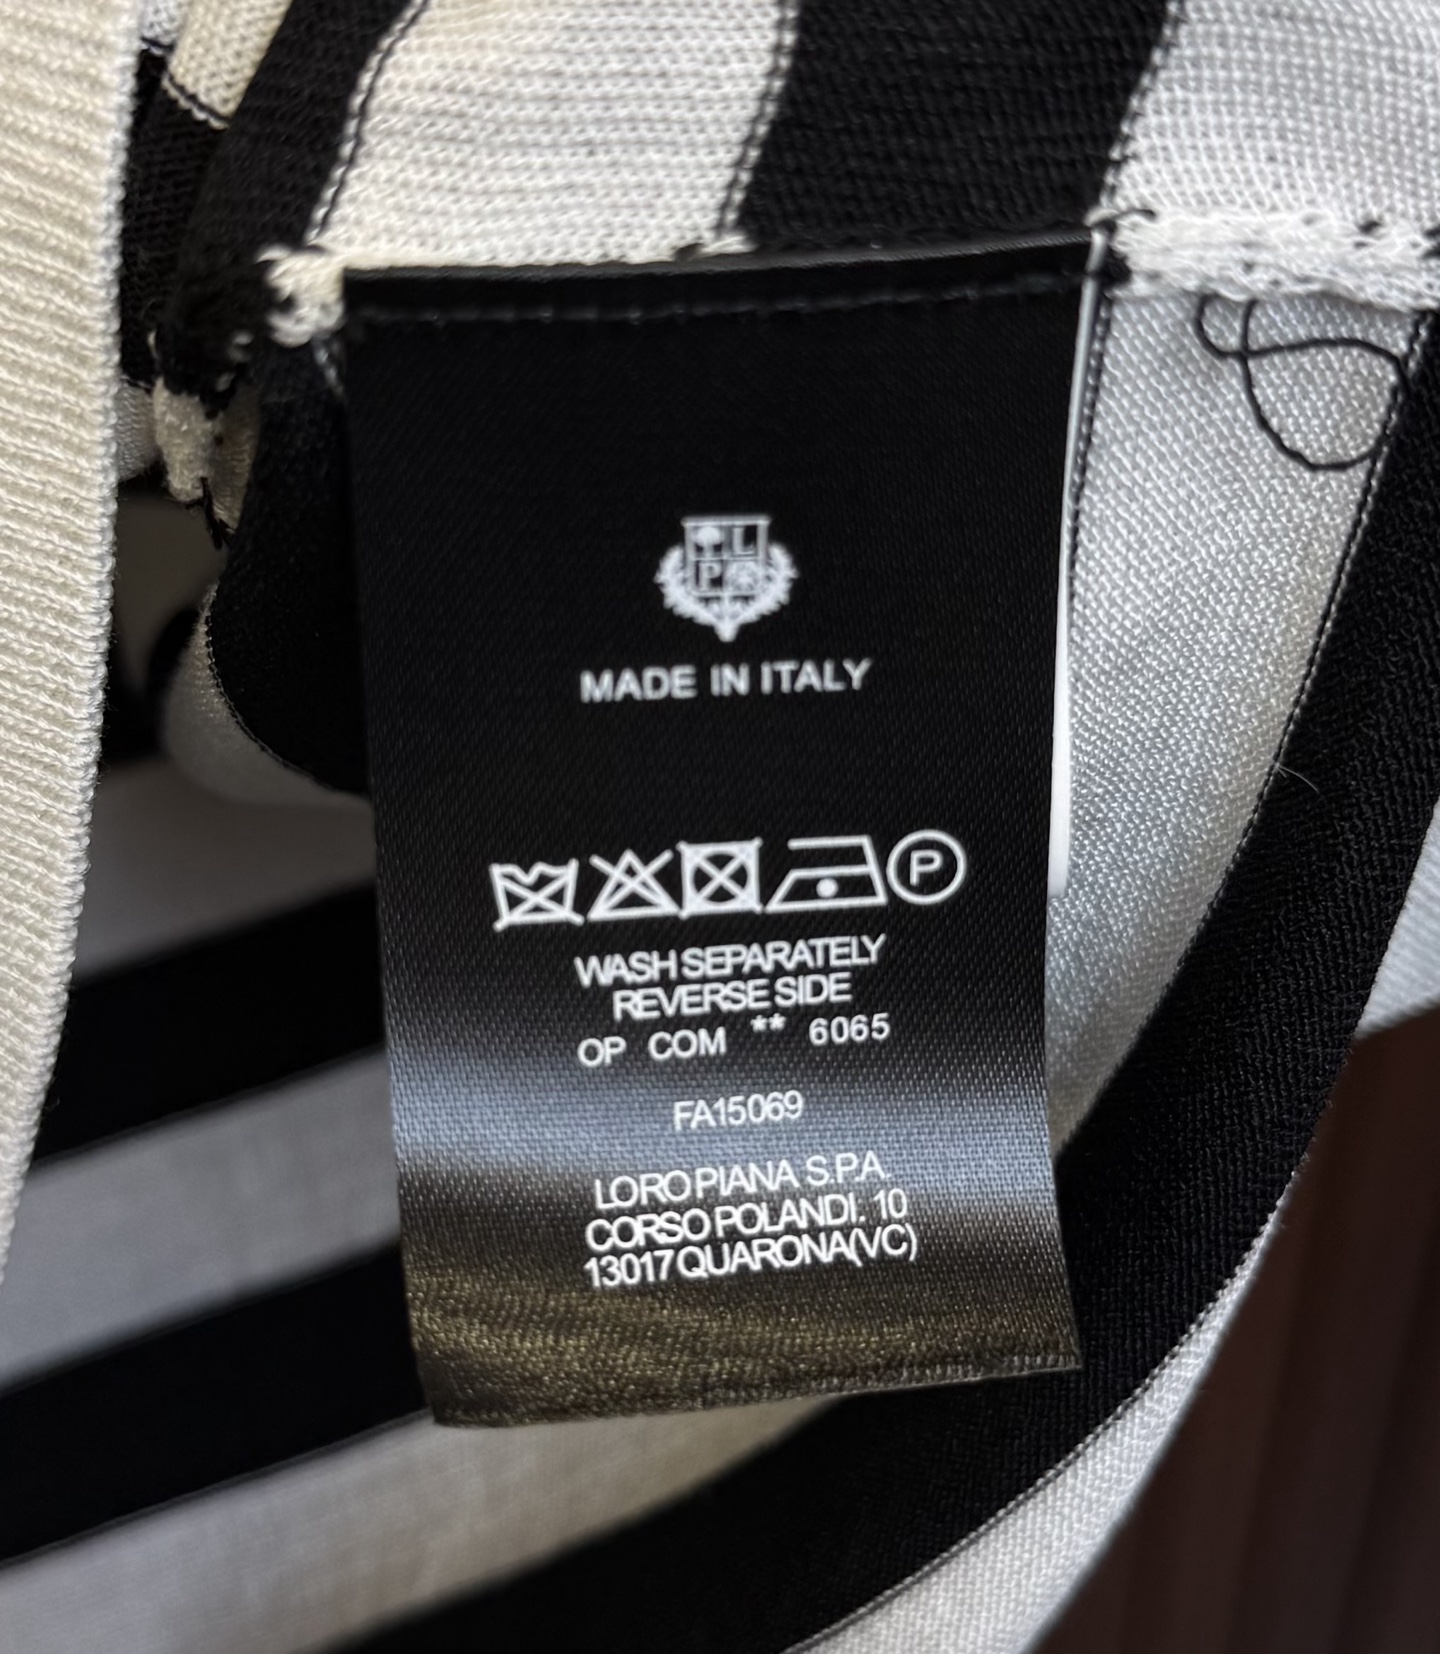 L
P
MADE IN ITALY
P
WASH SEPARATELY
REVERSE SIDE
OP COM ** 6065
FA15069
LORO PIANA S.P.A.
CORSO POLANDI. 10
13017 QUARONA(VC)